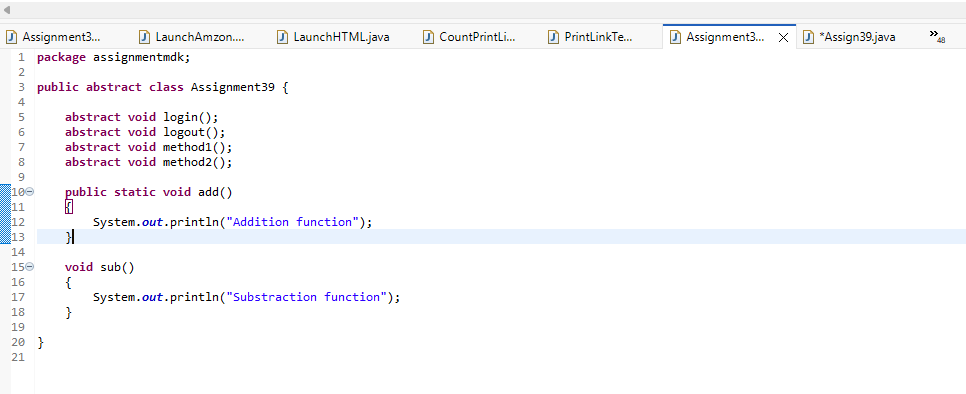 Assignment3... LaunchAmzon.... LaunchHTML.java CountPrintLi... PrintLinkTe... Assignment3... *Assign39.java »48
1 package assignmentmdk;
2
3 public abstract class Assignment39 {
4
5 abstract void login();
6 abstract void logout();
7 abstract void method1();
8 abstract void method2();
9
10 public static void add()
11 {
12 System.out.println("Addition function");
13 }
14
15 void sub()
16 {
17 System.out.println("Substraction function");
18 }
19
20 }
21